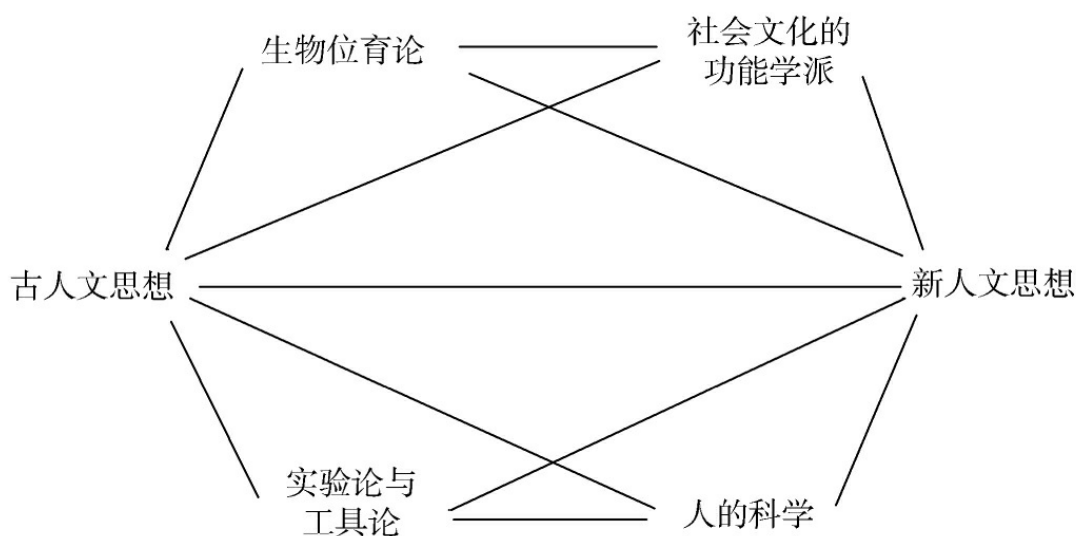 生物位育论
社会文化的
功能学派
古人文思想
新人文思想
实验论与
工具论
人的科学